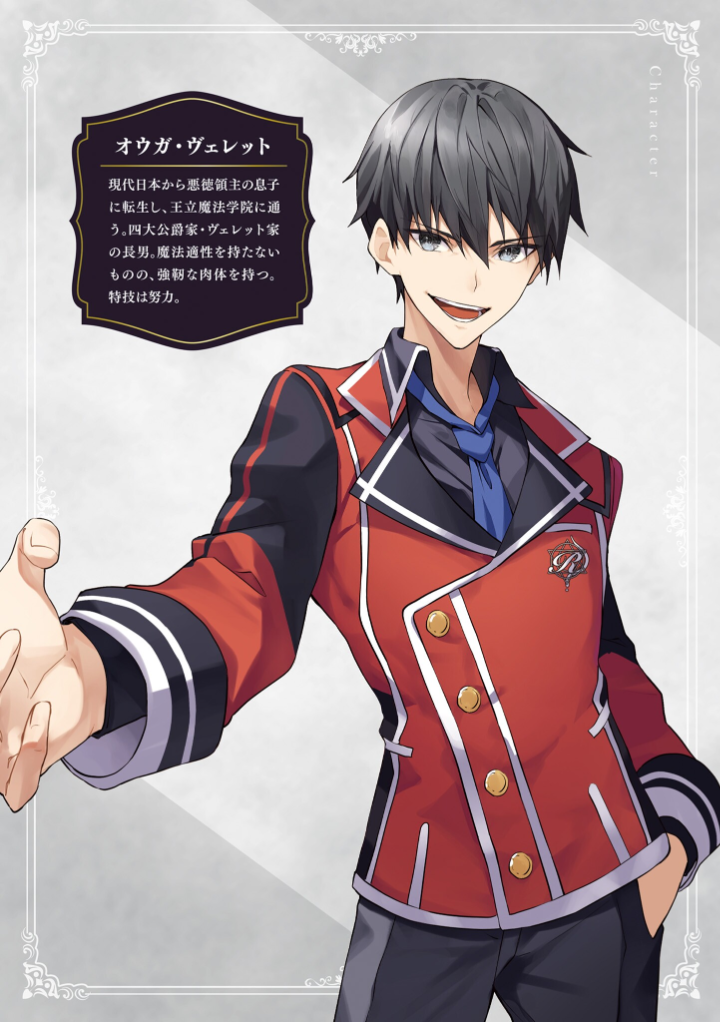 Character
オウガ・ヴェレット
現代日本から悪徳領主の息子
に転生し、王立魔法学院に通
う。四大公爵家・ヴェレット家
の長男。魔法適性を持たない
ものの、強靭な肉体を持つ。
特技は努力。
R